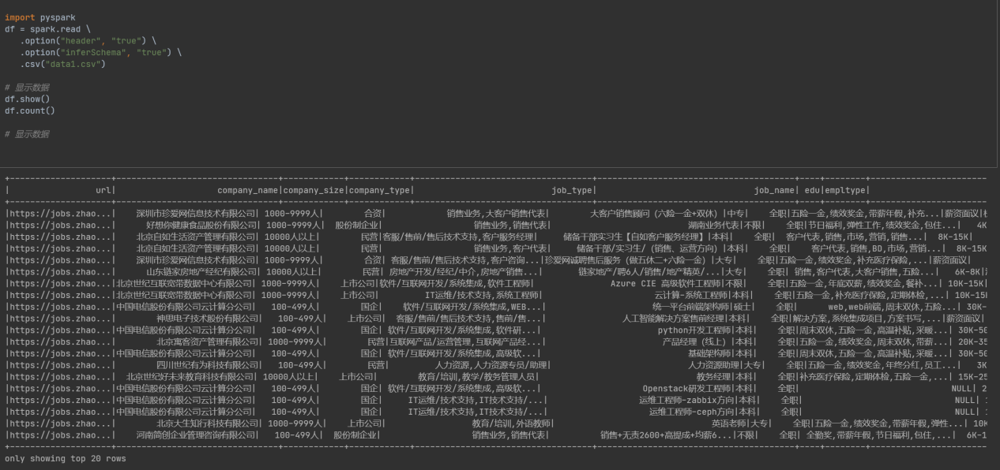 import pyspark
df = spark.read \
.option("header", "true") \
.option("inferSchema", "true") \
.csv("data1.csv")
# 显示数据
df.show()
df.count()
# 显示数据
+----------------+--------------------------+------------+------------+----------------------------+------------------------------+----+--------+-------------------
| url| company_name|company_size|company_type| job_type| job_name| edu|empltype|
+----------------+--------------------------+------------+------------+----------------------------+------------------------------+----+--------+-------------------
|https://jobs.zhao...| 深圳市珍爱网信息技术有限公司| 1000-9999人| 合资| 销售业务,大客户销售代表| 大客户销售顾问（六险一金+双休）|中专| 全职|五险一金,绩效奖金,带薪年假,补充...|薪资面议|
|https://jobs.zhao...| 好想你健康食品股份有限公司| 1000-9999人| 股份制企业| 销售业务,销售代表| 湖南业务代表|不限| 全职|节日福利,弹性工作,绩效奖金,包住...| 4K
|https://jobs.zhao...| 北京自如生活资产管理有限公司| 10000人以上| 民营|客服/售前/售后技术支持,客户服务经理| 储备干部实习生【自如客户服务经理】|本科| 全职| 客户代表,销售,市场,营销,销售...| 8K-15K|
|https://jobs.zhao...| 北京自如生活资产管理有限公司| 10000人以上| 民营| 销售业务,客户代表| 储备干部/实习生/（销售、运营方向）|本科| 全职| 客户代表,销售,BD,市场,营销...| 8K-15K
|https://jobs.zhao...| 深圳市珍爱网信息技术有限公司| 1000-9999人| 合资| 客服/售前/售后技术支持,客户咨询...|珍爱网诚聘售后服务（做五休二+六险一金）|大专| 全职|五险一金,绩效奖金,补充医疗保险,...|薪资面议|
|https://jobs.zhao...| 山东链家房地产经纪有限公司| 10000人以上| 民营| 房地产开发/经纪/中介,房地产销售...| 链家地产/聘6人/销售/地产精英/...|大专| 全职| 销售,客户代表,大客户销售,五险...| 6K-8K|
|https://jobs.zhao...|北京世纪互联宽带数据中心有限公司| 1000-9999人| 上市公司|软件/互联网开发/系统集成,软件工程师| Azure CIE 高级软件工程师|不限| 全职|五险一金,年底双薪,绩效奖金,餐补...| 10K-15K|
|https://jobs.zhao...|北京世纪互联宽带数据中心有限公司| 1000-9999人| 上市公司| IT运维/技术支持,系统工程师| 云计算-系统工程师|本科| 全职|五险一金,补充医疗保险,定期体检,...| 10K-15
|https://jobs.zhao...|中国电信股份有限公司云计算分公司| 100-499人| 国企| 软件/互联网开发/系统集成,WEB...| 统一平台前端架构师|硕士| 全职| web,web前端,周末双休,五险...| 30K-
|https://jobs.zhao...| 神思电子技术股份有限公司| 100-499人| 上市公司| 客服/售前/售后技术支持,售前/售...| 人工智能解决方案售前经理|本科| 全职|解决方案,系统集成项目,方案书写,...|薪资面议|
|https://jobs.zhao...|中国电信股份有限公司云计算分公司| 100-499人| 国企| 软件/互联网开发/系统集成,软件研...| python开发工程师|本科| 全职|周末双休,五险一金,高温补贴,采暖...| 30K-50
|https://jobs.zhao...| 北京寓客资产管理有限公司| 1000-9999人| 民营|互联网产品/运营管理,互联网产品经...| 产品经理（线上）|本科| 全职|五险一金,绩效奖金,周末双休,带薪...| 20K-35
|https://jobs.zhao...|中国电信股份有限公司云计算分公司| 100-499人| 国企| 软件/互联网开发/系统集成,高级软...| 基础架构师|本科| 全职|周末双休,五险一金,高温补贴,采暖...| 30K-50
|https://jobs.zhao...| 四川世纪有为科技有限公司| 100-499人| 民营| 人力资源,人力资源专员/助理| 人力资源助理|大专| 全职|五险一金,绩效奖金,年终分红,员工...| 3K
|https://jobs.zhao...| 北京世纪好未来教育科技有限公司| 10000人以上| 上市公司| 教育/培训,教学/教务管理人员| 教务经理|本科| 全职|补充医疗保险,定期体检,五险一金,...| 15K-25
|https://jobs.zhao...|中国电信股份有限公司云计算分公司| 100-499人| 国企| 软件/互联网开发/系统集成,高级软...| Openstack研发工程师|本科| 全职| NULL| 2
|https://jobs.zhao...|中国电信股份有限公司云计算分公司| 100-499人| 国企| IT运维/技术支持,IT技术支持/...| 运维工程师-zabbix方向|本科| 全职| NULL|
|https://jobs.zhao...|中国电信股份有限公司云计算分公司| 100-499人| 国企| IT运维/技术支持,IT技术支持/...| 运维工程师-ceph方向|本科| 全职| NULL|
|https://jobs.zhao...| 北京大生知行科技有限公司| 1000-9999人| 上市公司| 教育/培训,外语教师| 英语老师|大专| 全职|五险一金,绩效奖金,带薪年假,弹性...| 10K
|https://jobs.zhao...| 河南简创企业管理咨询有限公司| 100-499人| 股份制企业| 销售业务,销售代表| 销售+无责2600+高提成+均薪6...|不限| 全职| 全勤奖,带薪年假,节日福利,包住,...| 6K-1
+----------------+--------------------------+------------+------------+----------------------------+------------------------------+----+--------+-------------------
only showing top 20 rows